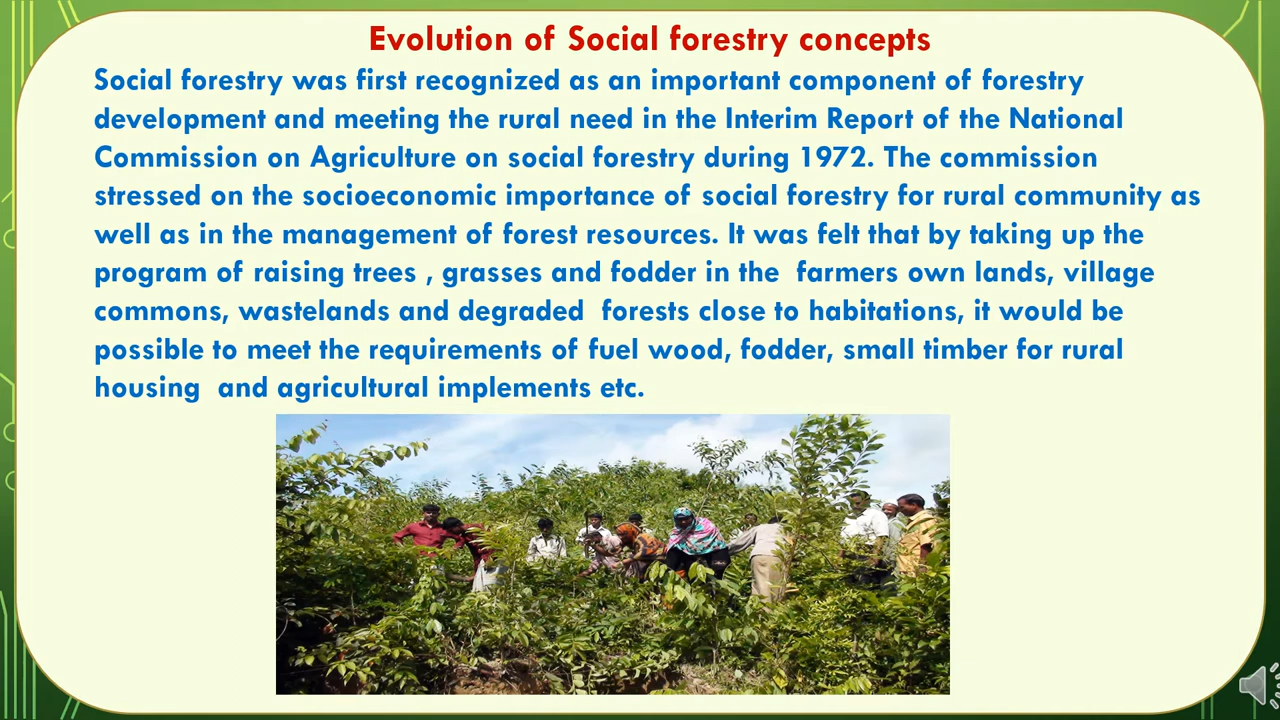 Evolution of Social forestry concepts
Social forestry was first recognized as an important component of forestry
development and meeting the rural need in the Interim Report of the National
Commission on Agriculture on social forestry during 1972. The commission
stressed on the socioeconomic importance of social forestry for rural community as
well as in the management of forest resources. It was felt that by taking up the
program of raising trees , grasses and fodder in the  farmers own lands, village
commons, wastelands and degraded  forests close to habitations, it would be
possible to meet the requirements of fuel wood, fodder, small timber for rural
housing  and agricultural implements etc.